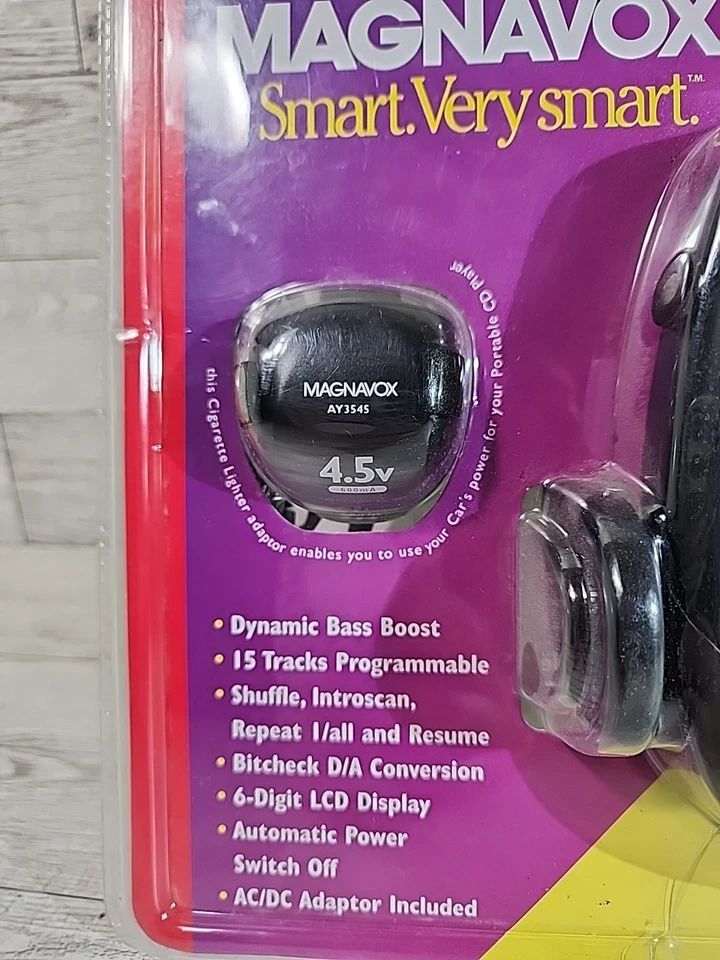 MAGNAVOX
Smart. Very smart.™
this Cigarette Lighter adaptor enables you to use your Car's power for your Portable CD Player
MAGNAVOX
AY3545
4.5v
600mA
• Dynamic Bass Boost
• 15 Tracks Programmable
• Shuffle, Introscan,
Repeat 1/all and Resume
• Bitcheck D/A Conversion
• 6-Digit LCD Display
• Automatic Power
Switch Off
• AC/DC Adaptor Included